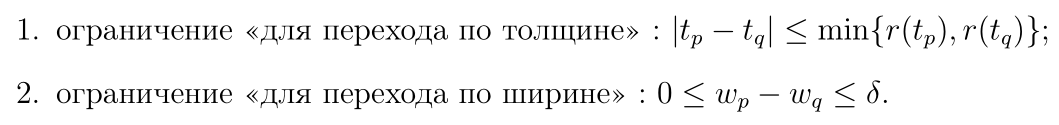 1. ограничение «для перехода по толщине» : |t_p − t_q| ≤ min{r(t_p), r(t_q)};
2. ограничение «для перехода по ширине» : 0 ≤ w_p − w_q ≤ δ.